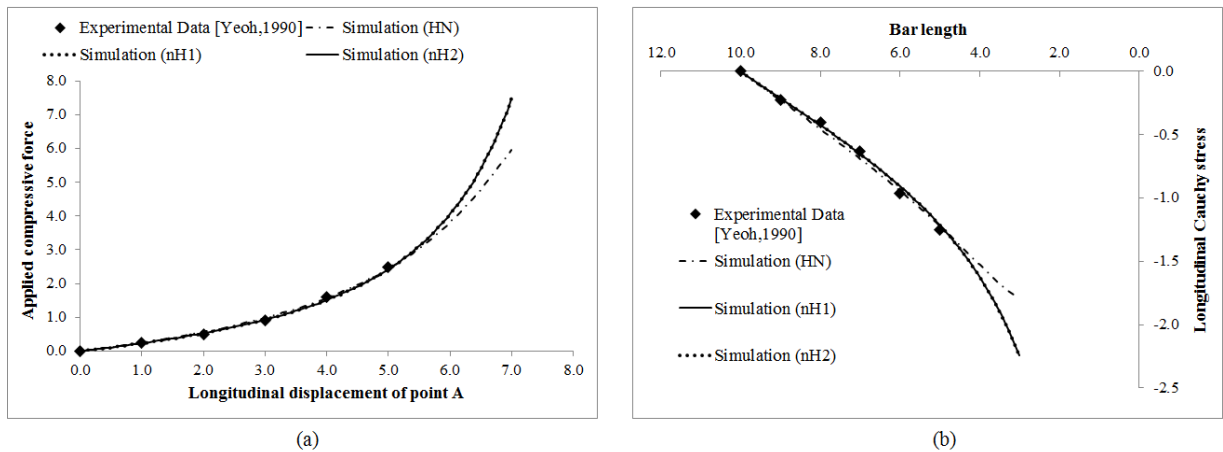 Experimental Data [Yeoh,1990]
Simulation (HN)
Simulation (nH1)
Simulation (nH2)
8.0
7.0
6.0
5.0
4.0
3.0
2.0
1.0
0.0
Applied compressive force
0.0 1.0 2.0 3.0 4.0 5.0 6.0 7.0 8.0
Longitudinal displacement of point A
(a)
Bar length
12.0 10.0 8.0 6.0 4.0 2.0 0.0
0.0
-0.5
-1.0
-1.5
-2.0
-2.5
Longitudinal Cauchy stress
Experimental Data
[Yeoh,1990]
Simulation (HN)
Simulation (nH1)
Simulation (nH2)
(b)